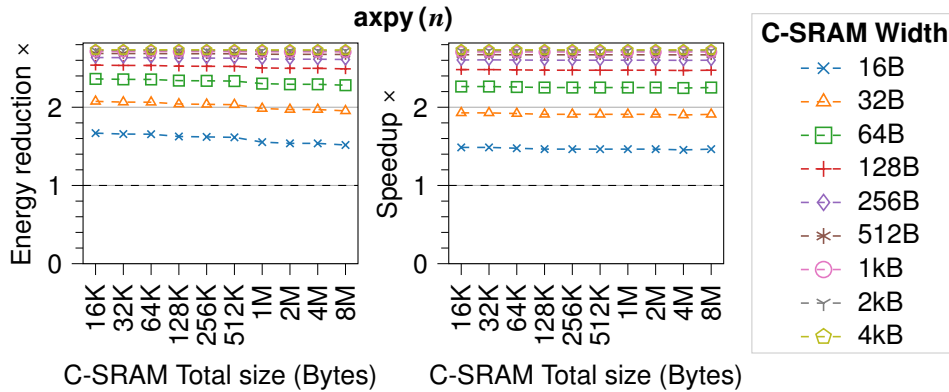 axpy (n)
Energy reduction ×
2
1
0
16K
32K
64K
128K
256K
512K
1M
2M
4M
8M
C-SRAM Total size (Bytes)
Speedup ×
2
1
0
16K
32K
64K
128K
256K
512K
1M
2M
4M
8M
C-SRAM Total size (Bytes)
C-SRAM Width
16B
32B
64B
128B
256B
512B
1kB
2kB
4kB